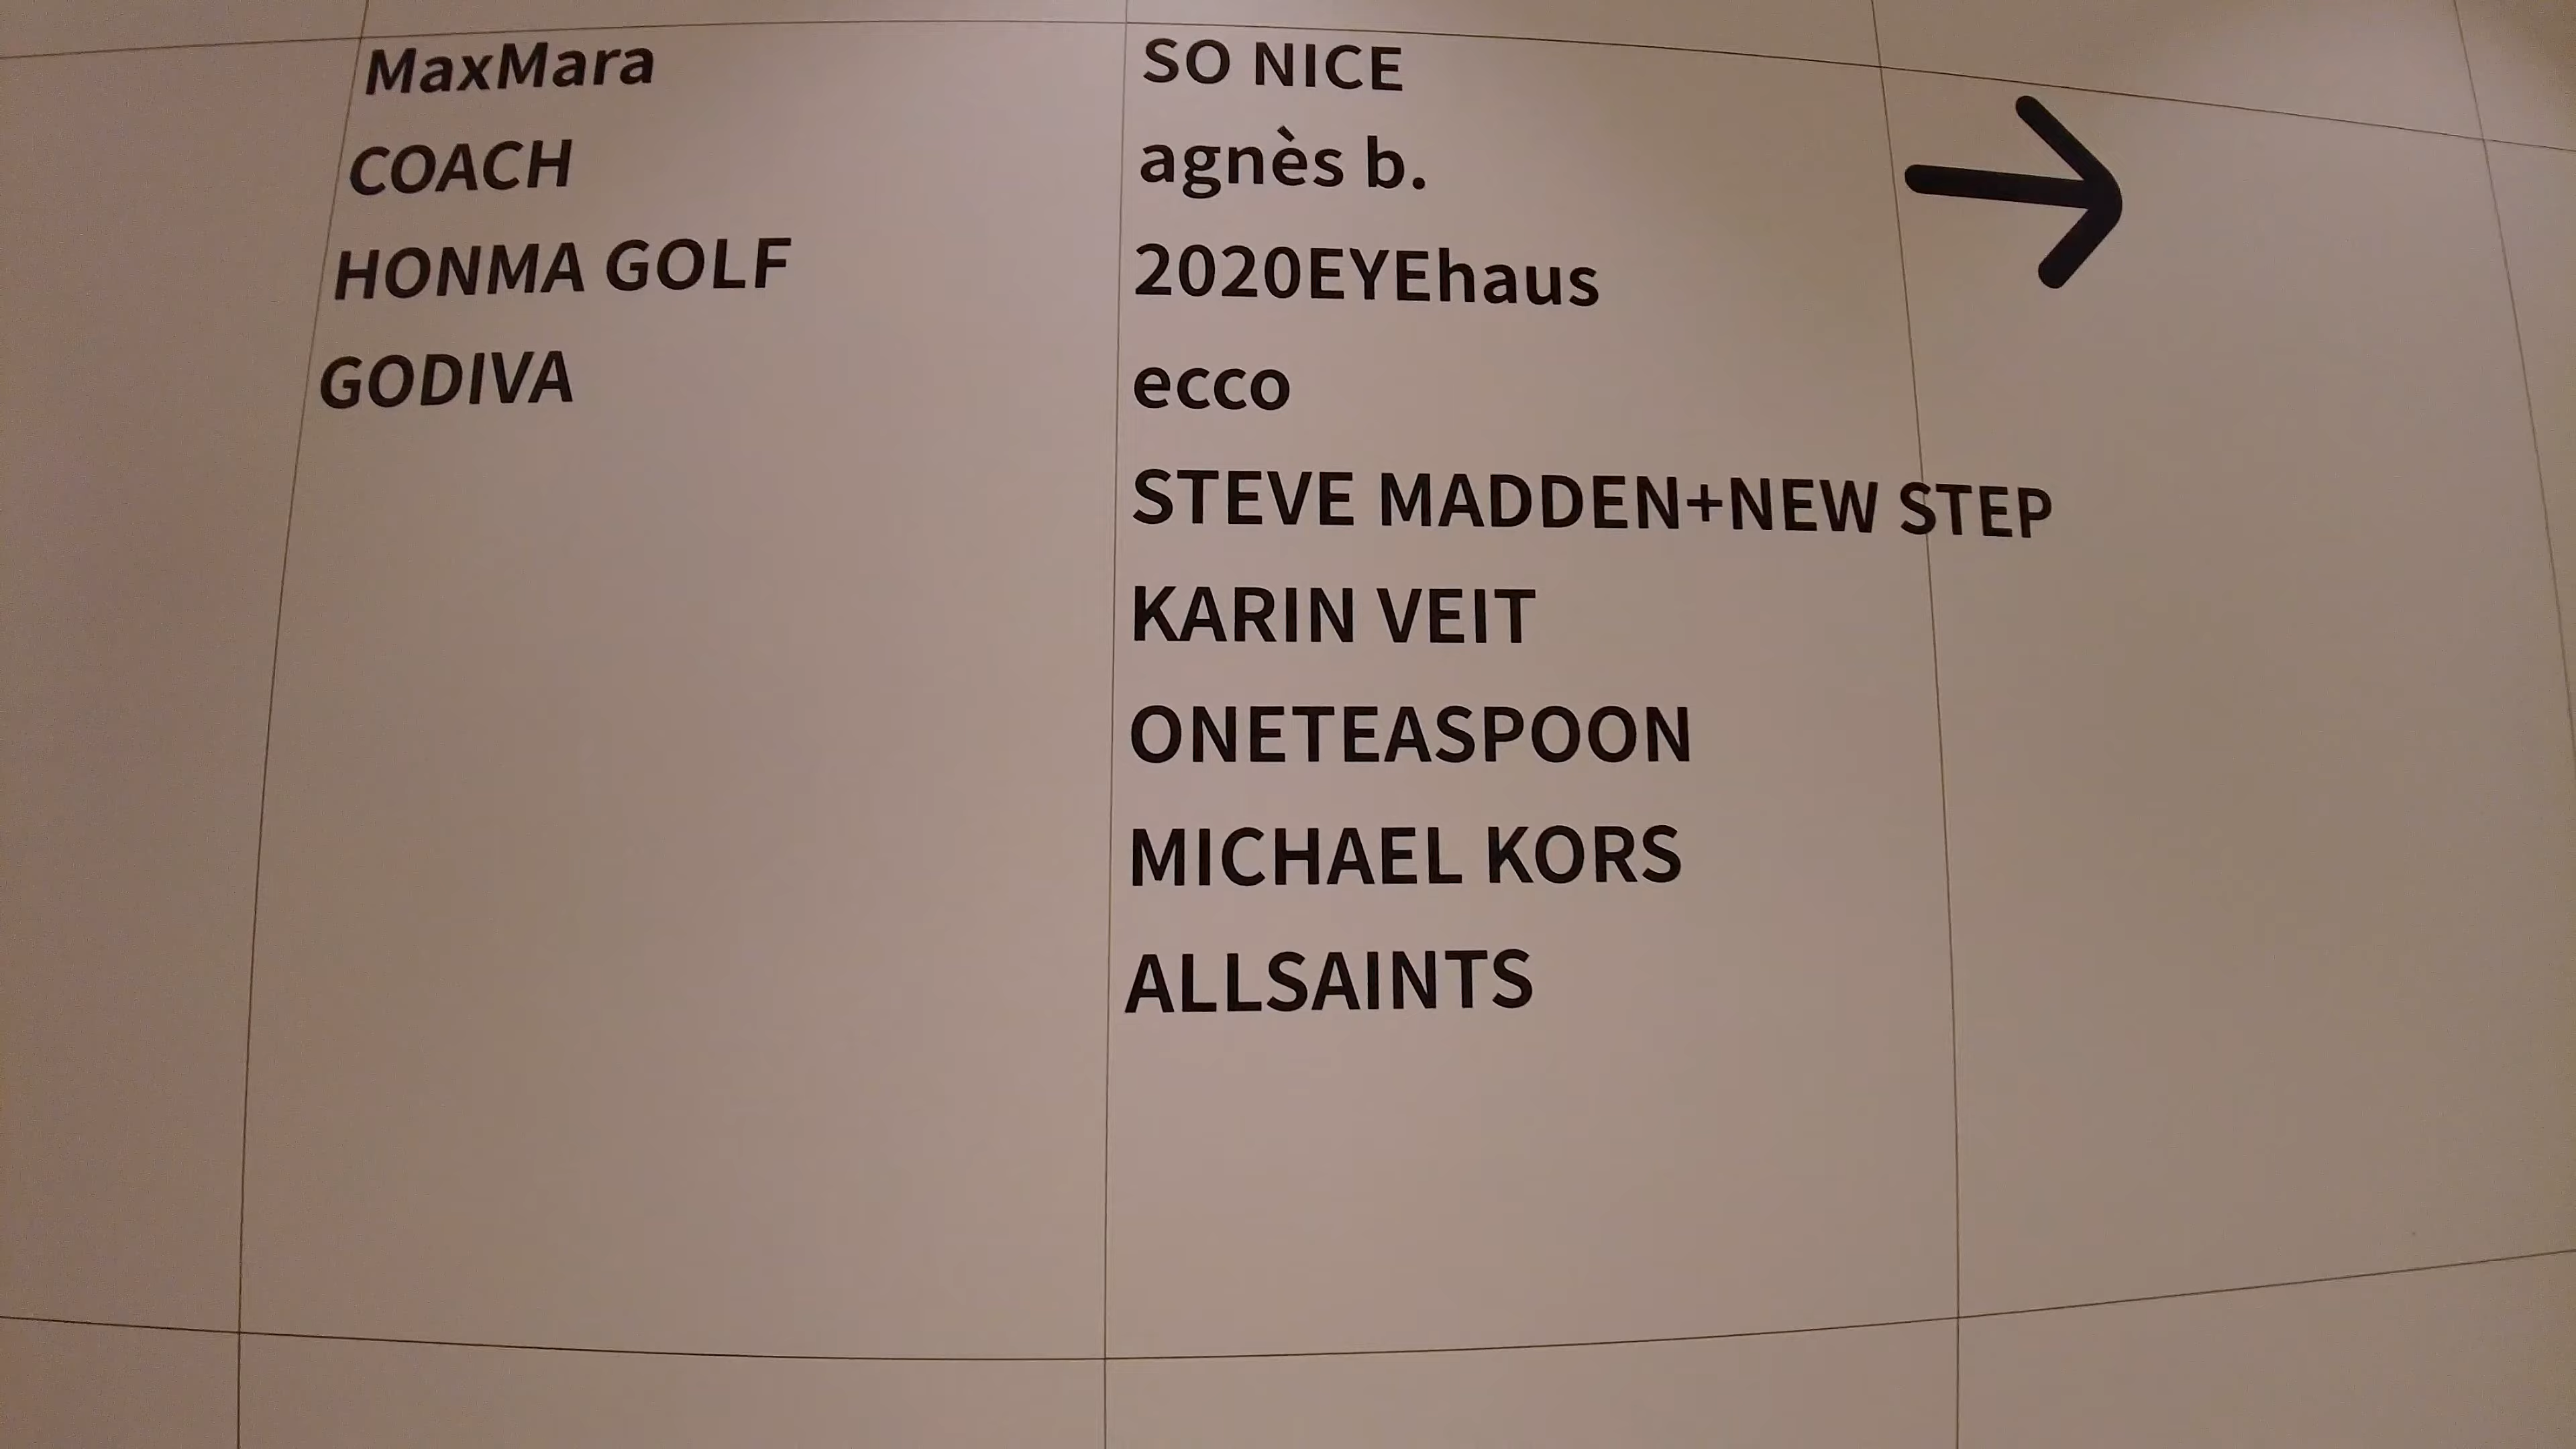 MaxMara
COACH
HONMA GOLF
GODIVA
SO NICE
agnès b.
2020EYEhaus
ecco
STEVE MADDEN+NEW STEP
KARIN VEIT
ONETEASPOON
MICHAEL KORS
ALLSAINTS